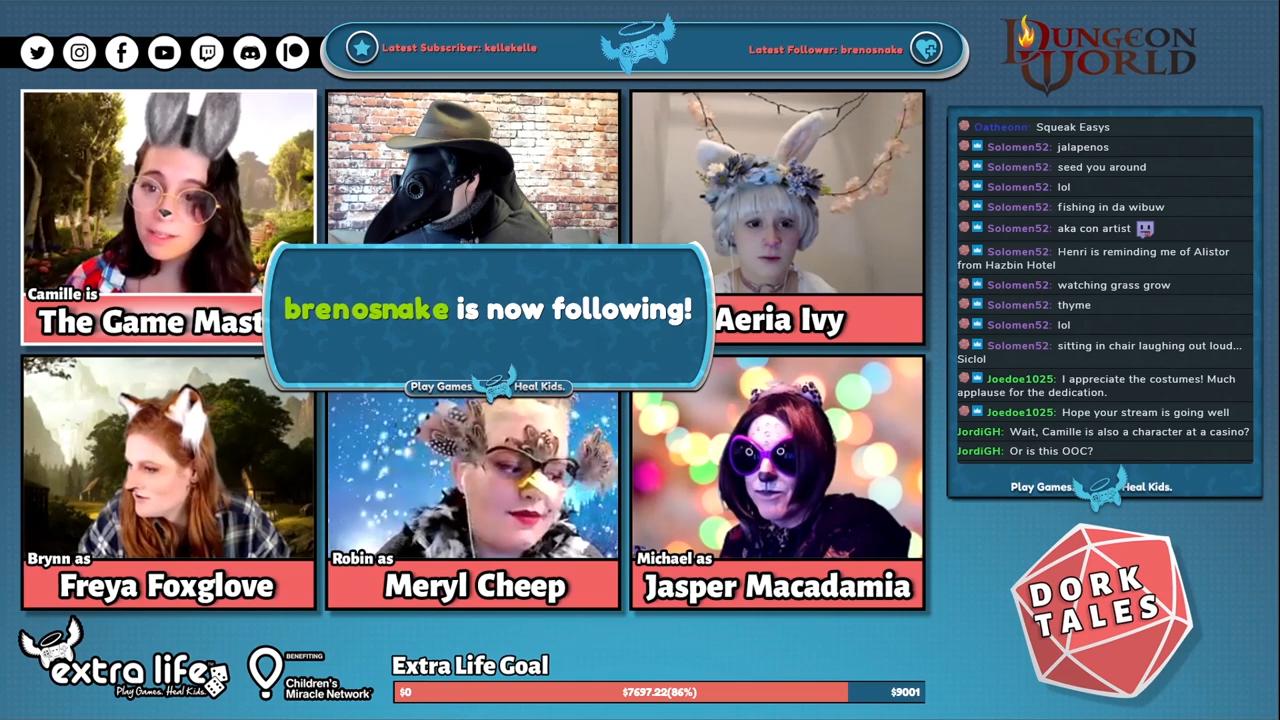 Latest Subscriber: kellekelle
Latest Follower: brenosnake
DUNGEON
WORLD
Camille is
The Game Mast
Aeria Ivy
brenosnake is now following!
Play Games Heal Kids.
Brynn as
Freya Foxglove
Robin as
Meryl Cheep
Michael as
Jasper Macadamia
Oatheonn: Squeak Easys
Solomen52: jalapenos
Solomen52: seed you around
Solomen52: lol
Solomen52: fishing in da wibuw
Solomen52: aka con artist
Solomen52: Henri is reminding me of Alistor
from Hazbin Hotel
Solomen52: watching grass grow
Solomen52: thyme
Solomen52: lol
Solomen52: sitting in chair laughing out loud...
Siclol
Joedoe1025: I appreciate the costumes! Much
applause for the dedication.
Joedoe1025: Hope your stream is going well
JordiGH: Wait, Camille is also a character at a casino?
JordiGH: Or is this OOC?
Play Games. Heal Kids.
DORK
TALES
extra life
Play Games. Heal Kids.
BENEFITING
Children's
Miracle Network
Extra Life Goal
$0 $7697.22(86%) $9001